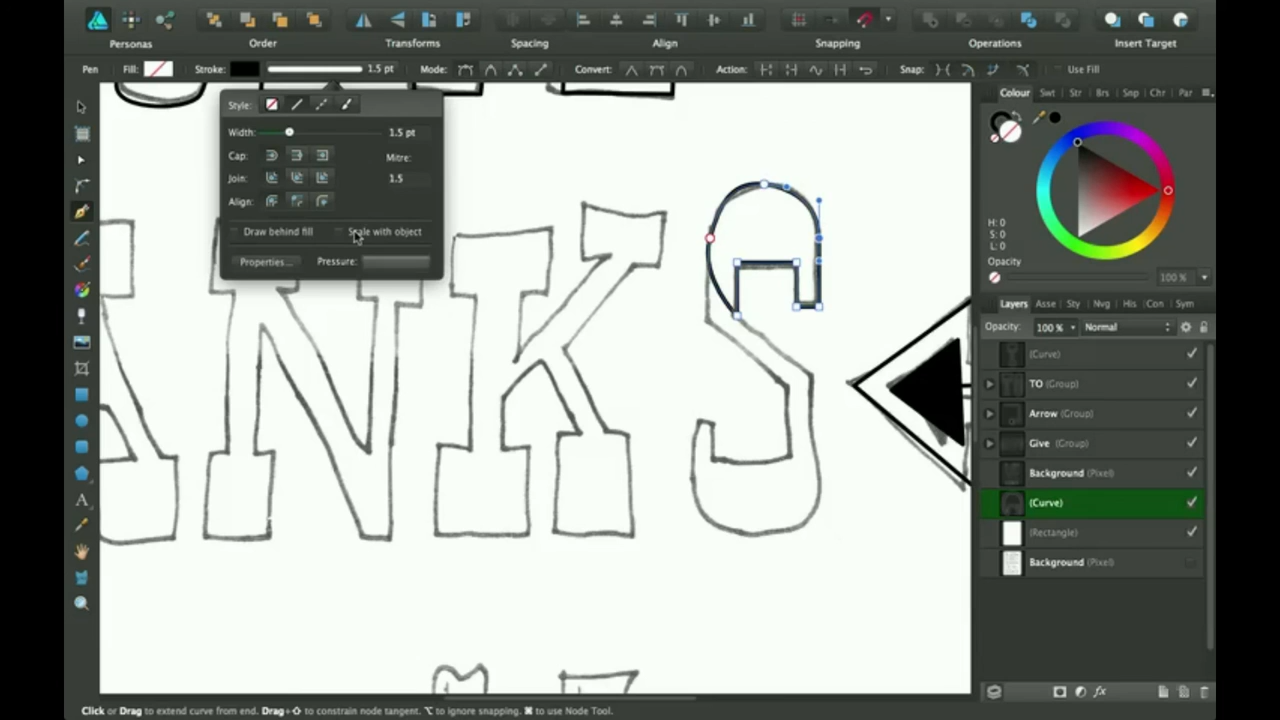 Personas Order Transforms Spacing Align Snapping Operations Insert Target
Pen Fill: Stroke: 1.5 pt Mode: Convert: Action: Snap: Use Fill
Style:
Width: 1.5 pt
Cap: Mitre:
Join: 1.5
Align:
Draw behind fill Scale with object
Properties... Pressure:
ANKS
Colour Swt Str Brs Snp Chr Par
H: 0
S: 0
L: 0
Opacity
100 %
Layers Asse Sty Nvg His Con Sym
Opacity: 100 % Normal
(Curve)
TO (Group)
Arrow (Group)
Give (Group)
Background (Pixel)
(Curve)
(Rectangle)
Background (Pixel)
A
fx
Click or Drag to extend curve from end. Drag+⇧ to constrain node tangent. ⌥ to ignore snapping. ⌘ to use Node Tool.